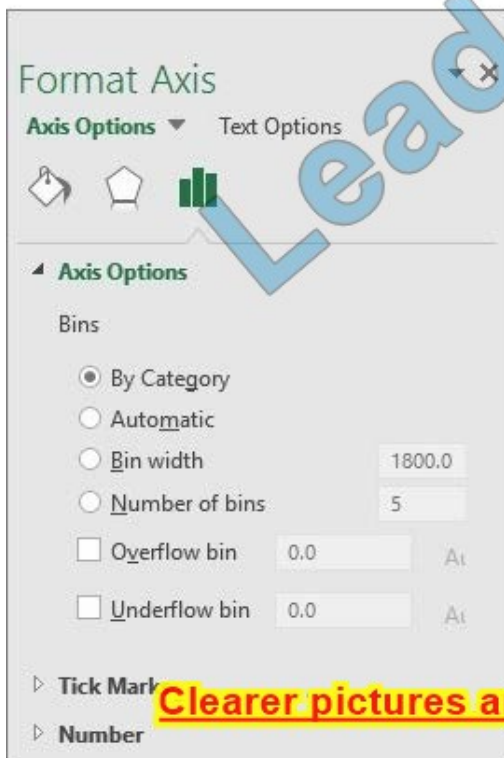 Format Axis
Axis Options Text Options
Axis Options
Bins
By Category
Automatic
Bin width 1800.0
Number of bins 5
Overflow bin 0.0
Underflow bin 0.0
Tick Mark
Clearer pictures a
Number
Lead